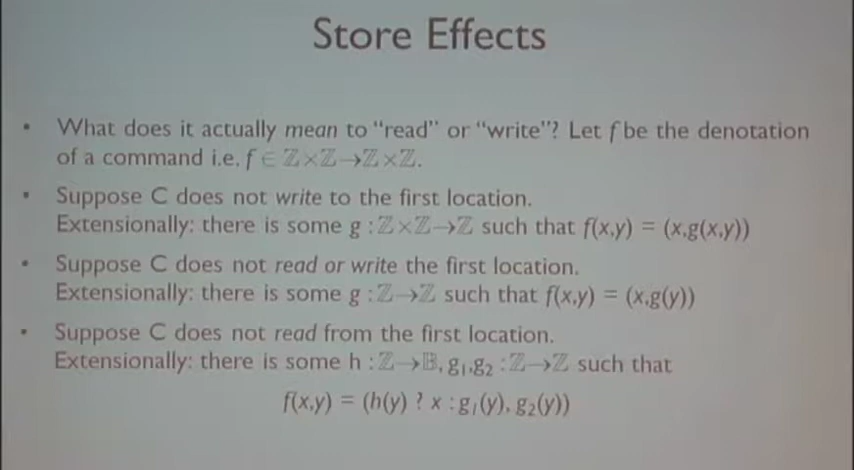 Store Effects
• What does it actually mean to "read" or "write"? Let f be the denotation
of a command i.e. f ∈ ℤ×ℤ→ℤ×ℤ.
• Suppose C does not write to the first location.
Extensionally: there is some g : ℤ×ℤ→ℤ such that f(x,y) = (x,g(x,y))
• Suppose C does not read or write the first location.
Extensionally: there is some g : ℤ→ℤ such that f(x,y) = (x,g(y))
• Suppose C does not read from the first location.
Extensionally: there is some h : ℤ→𝔹, g₁,g₂ : ℤ→ℤ such that
f(x,y) = (h(y) ? x : g₁(y), g₂(y))